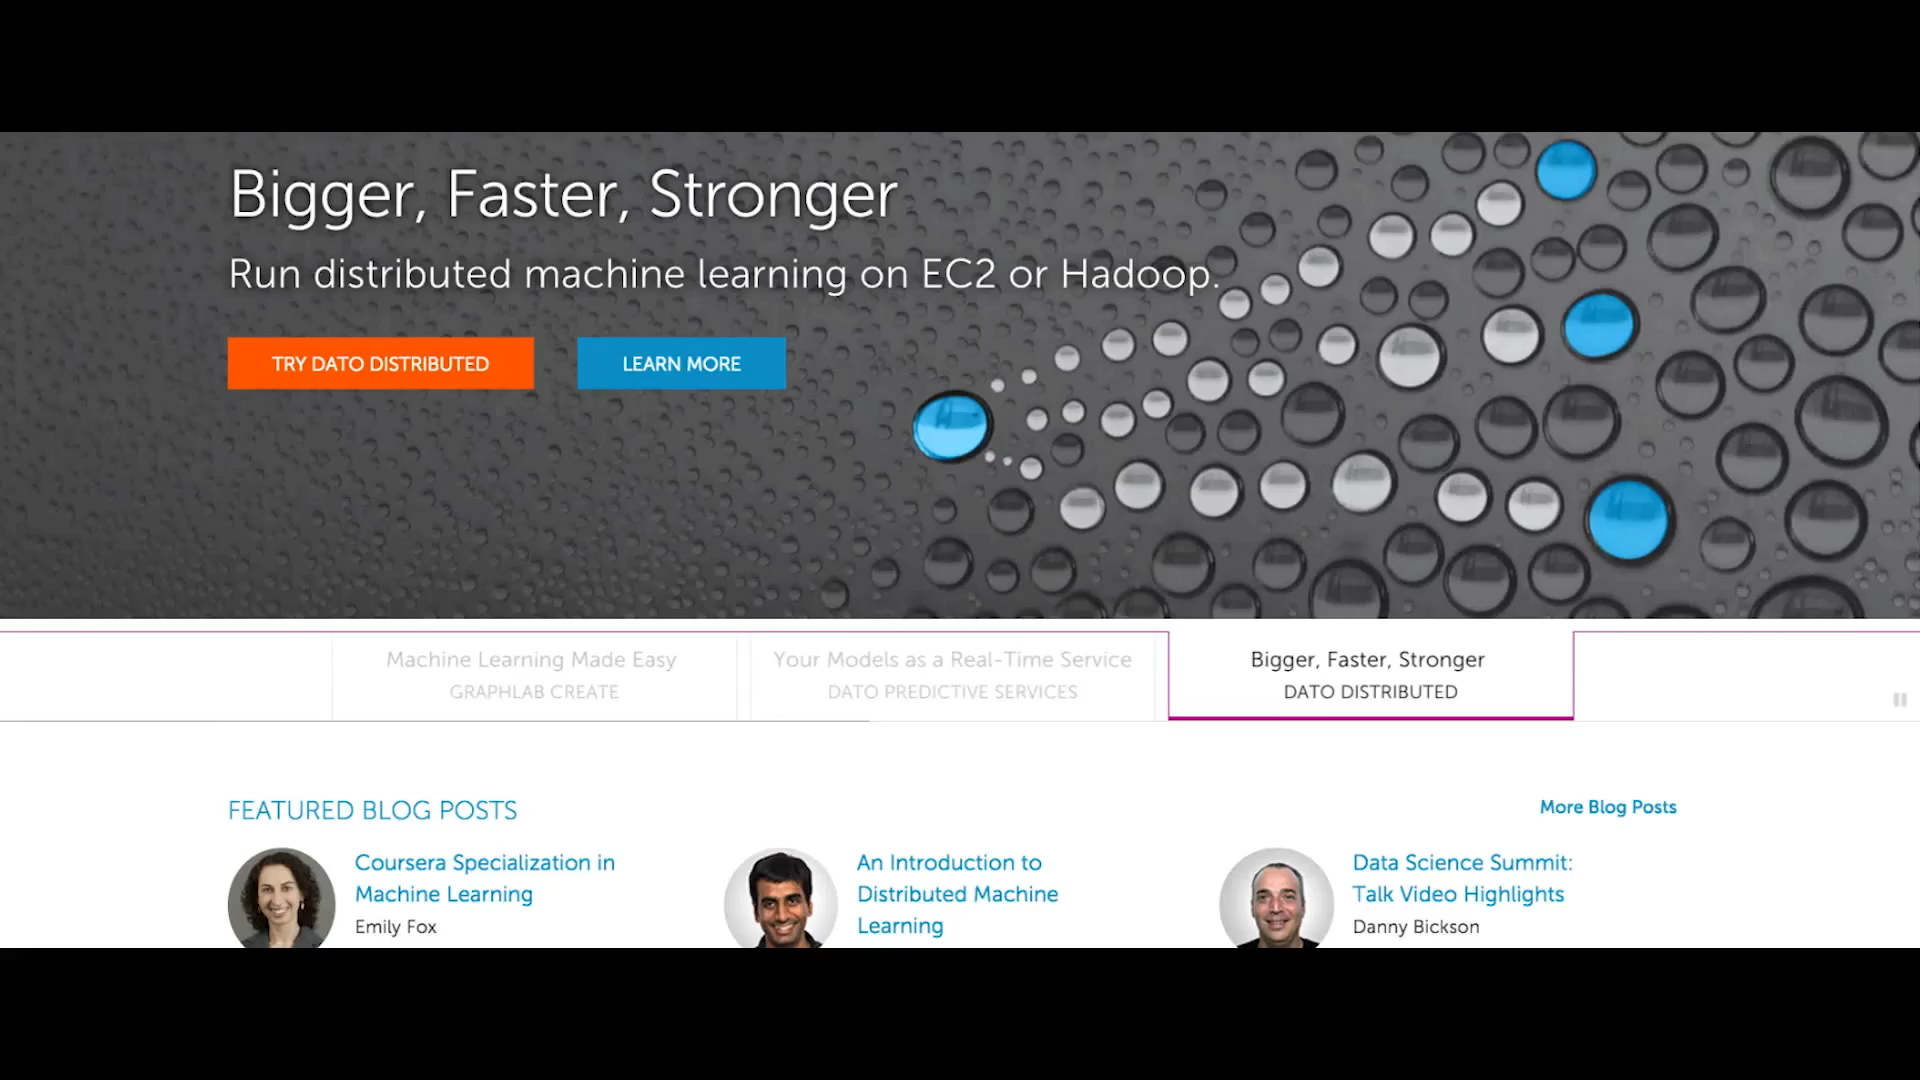 Bigger, Faster, Stronger
Run distributed machine learning on EC2 or Hadoop.
TRY DATO DISTRIBUTED
LEARN MORE
Machine Learning Made Easy
GRAPHLAB CREATE
Your Models as a Real-Time Service
DATO PREDICTIVE SERVICES
Bigger, Faster, Stronger
DATO DISTRIBUTED
FEATURED BLOG POSTS
More Blog Posts
Coursera Specialization in
Machine Learning
Emily Fox
An Introduction to
Distributed Machine
Learning
Data Science Summit:
Talk Video Highlights
Danny Bickson